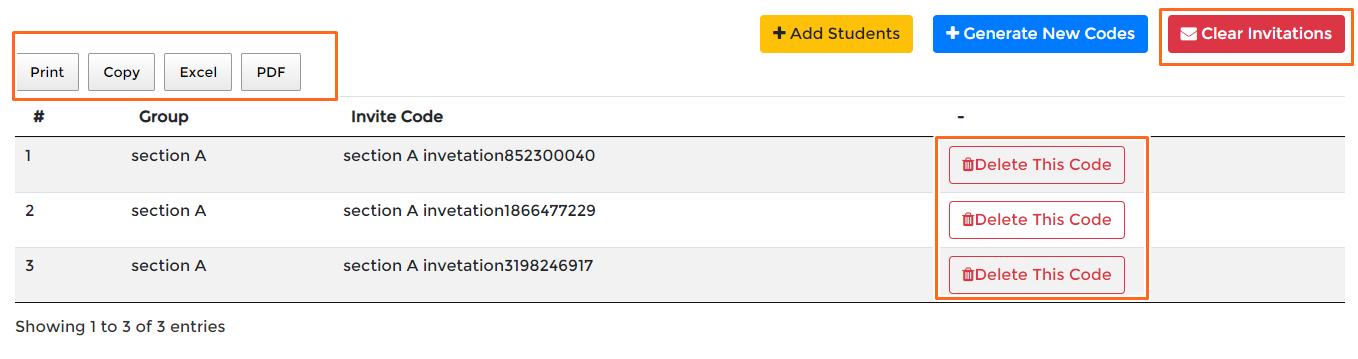 Add Students Generate New Codes Clear Invitations
Print Copy Excel PDF
# Group Invite Code -
1 section A section A invetation852300040 Delete This Code
2 section A section A invetation1866477229 Delete This Code
3 section A section A invetation3198246917 Delete This Code
Showing 1 to 3 of 3 entries